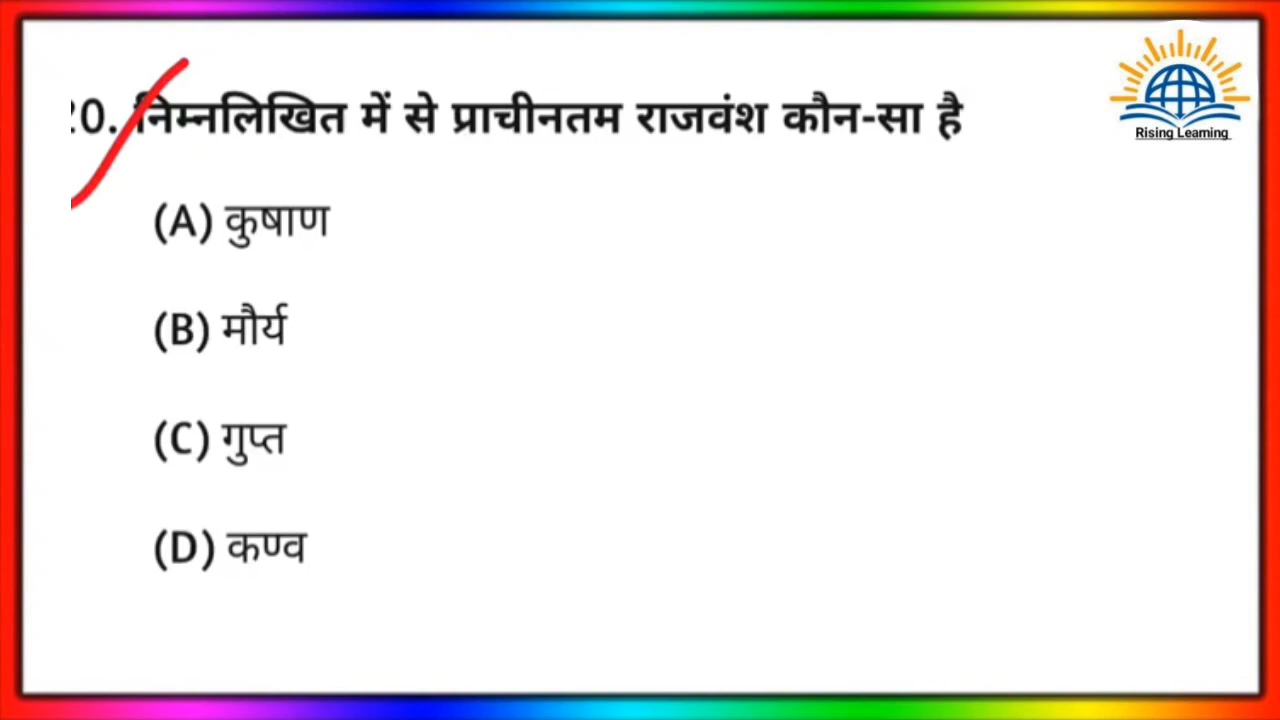 20. निम्नलिखित में से प्राचीनतम राजवंश कौन-सा है
Rising Learning
(A) कुषाण
(B) मौर्य
(C) गुप्त
(D) कण्व